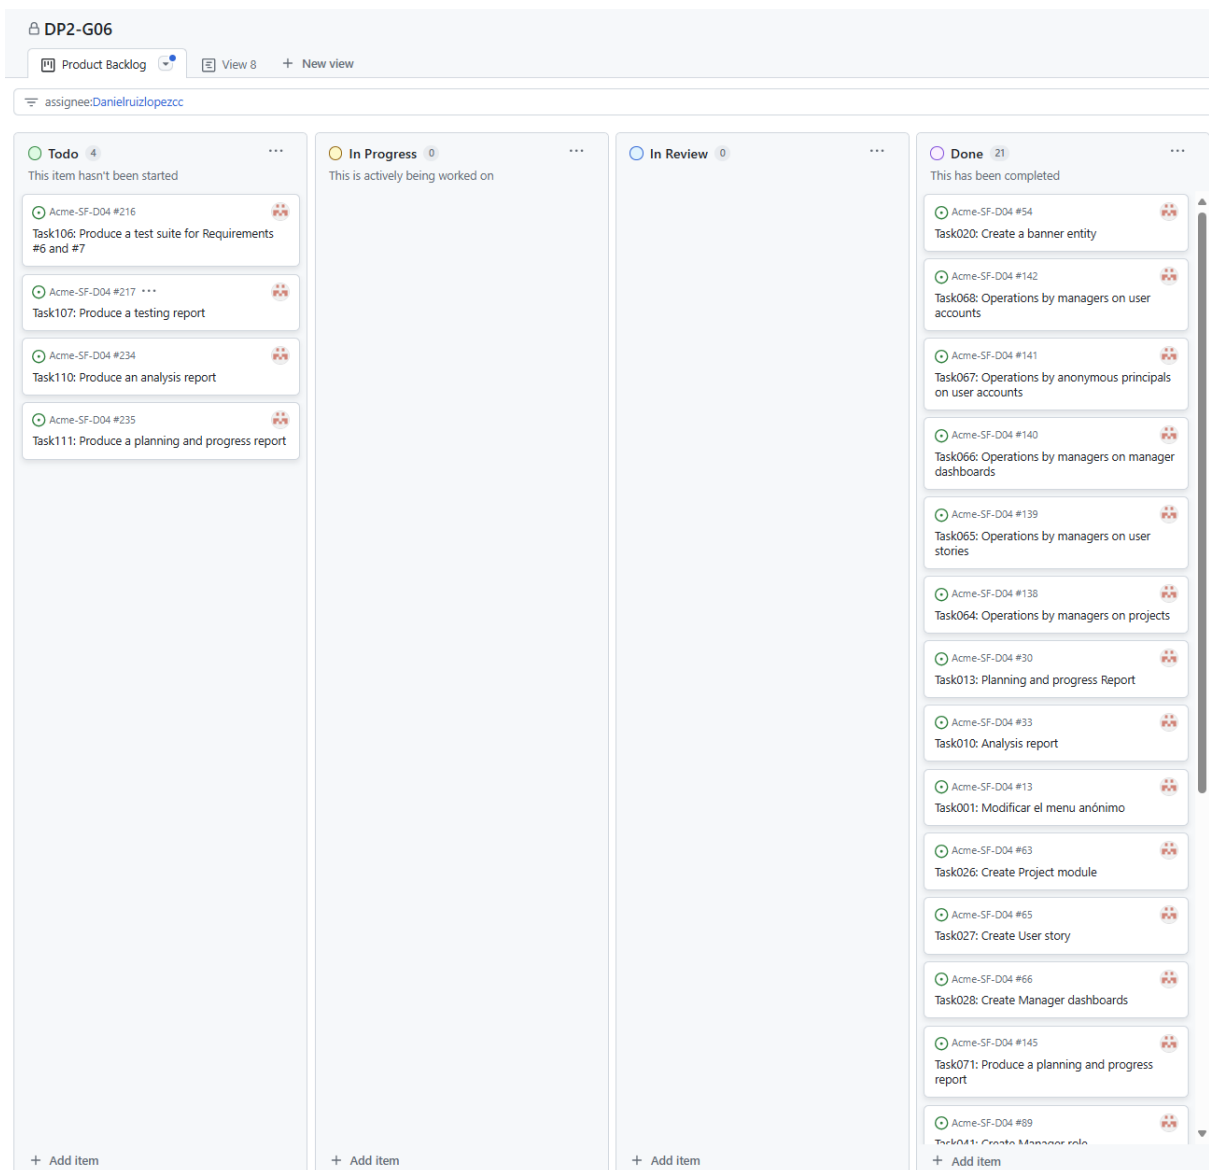 DP2-G06
Product Backlog
View 8
+ New view
assignee:Danielruizlopezcc
Todo 4
This item hasn't been started
Acme-SF-D04 #216
Task106: Produce a test suite for Requirements
#6 and #7
Acme-SF-D04 #217 ···
Task107: Produce a testing report
Acme-SF-D04 #234
Task110: Produce an analysis report
Acme-SF-D04 #235
Task111: Produce a planning and progress report
+ Add item
In Progress 0
This is actively being worked on
+ Add item
In Review 0
+ Add item
Done 21
This has been completed
Acme-SF-D04 #54
Task020: Create a banner entity
Acme-SF-D04 #142
Task068: Operations by managers on user
accounts
Acme-SF-D04 #141
Task067: Operations by anonymous principals
on user accounts
Acme-SF-D04 #140
Task066: Operations by managers on manager
dashboards
Acme-SF-D04 #139
Task065: Operations by managers on user
stories
Acme-SF-D04 #138
Task064: Operations by managers on projects
Acme-SF-D04 #30
Task013: Planning and progress Report
Acme-SF-D04 #33
Task010: Analysis report
Acme-SF-D04 #13
Task001: Modificar el menu anónimo
Acme-SF-D04 #63
Task026: Create Project module
Acme-SF-D04 #65
Task027: Create User story
Acme-SF-D04 #66
Task028: Create Manager dashboards
Acme-SF-D04 #145
Task071: Produce a planning and progress
report
Acme-SF-D04 #89
Task041: Create Manager role
+ Add item